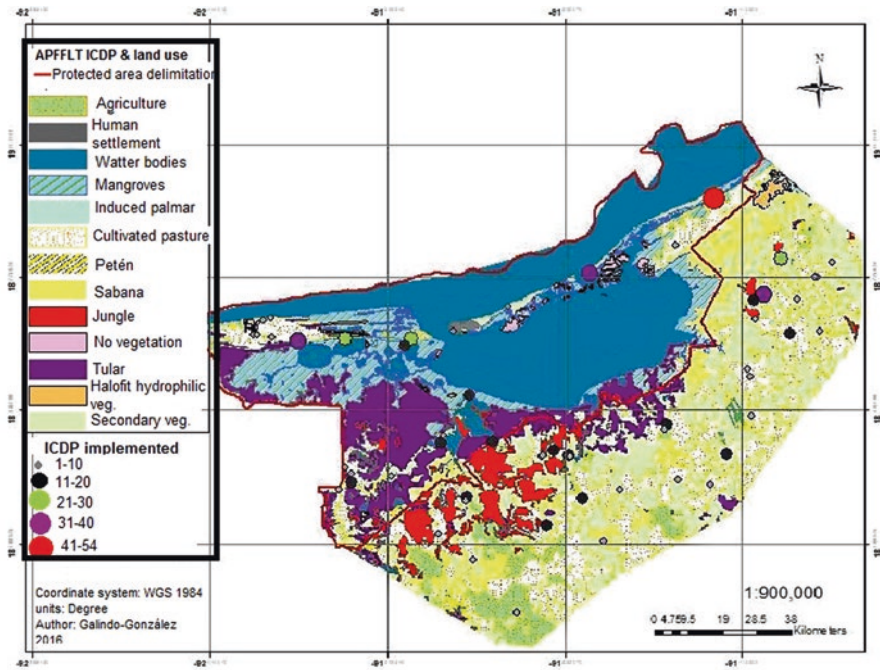 APFFLT ICDP & land use
Protected area delimitation
Agriculture
Human
settlement
Watter bodies
Mangroves
Induced palmar
Cultivated pasture
Petén
Sabana
Jungle
No vegetation
Tular
Halofit hydrophilic
veg.
Secondary veg.
ICDP implemented
1-10
11-20
21-30
31-40
41-54
Coordinate system: WGS 1984
units: Degree
Author: Galindo-González
2016
N
1:900,000
0 4.75 9.5 19 28.5 38
Kilometers